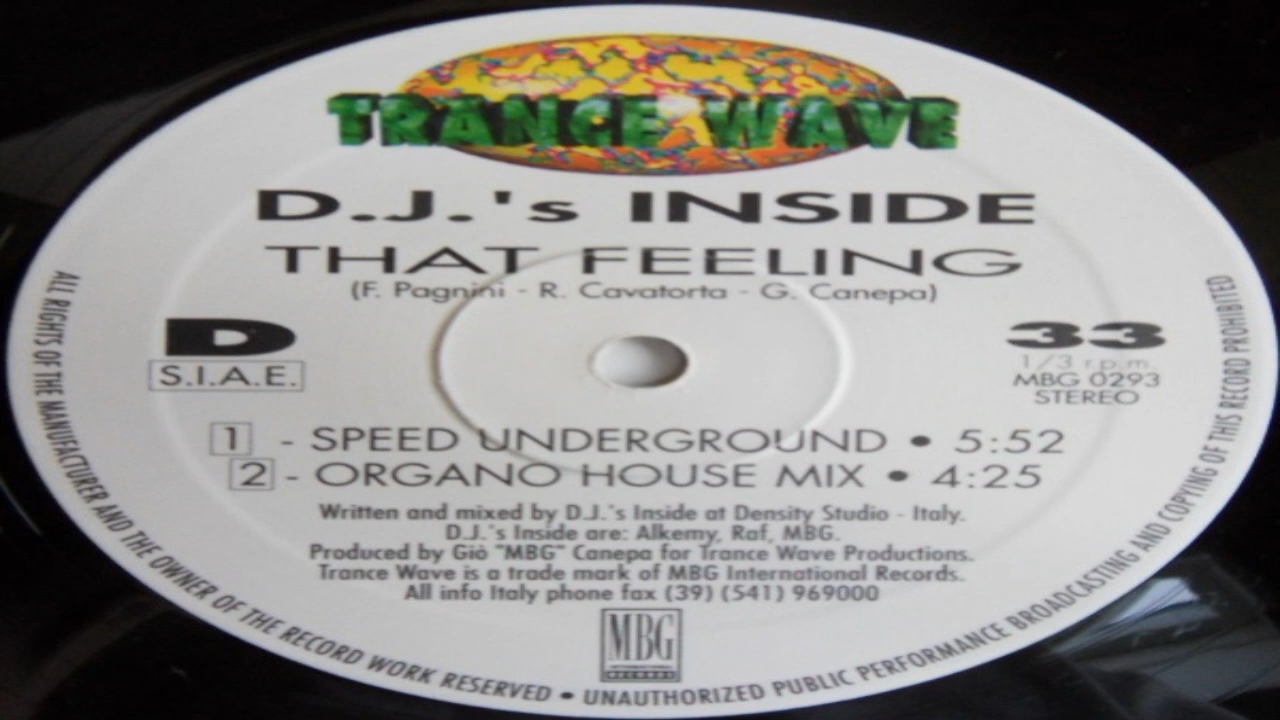 TRANCE WAVE
D.J.'s INSIDE
THAT FEELING
(F. Pagnini - R. Cavatorta - G. Canepa)
D
S.I.A.E.
33
1/3 r.p.m.
MBG 0293
STEREO
1 - SPEED UNDERGROUND • 5:52
2 - ORGANO HOUSE MIX • 4:25
Written and mixed by D.J.'s Inside at Density Studio - Italy.
D.J.'s Inside are: Alkemy, Raf, MBG.
Produced by Giò "MBG" Canepa for Trance Wave Productions.
Trance Wave is a trade mark of MBG International Records.
All info Italy phone fax (39) (541) 969000
MBG
INTERNATIONAL
RECORDS
ALL RIGHTS OF THE MANUFACTURER AND THE OWNER OF THE RECORD WORK RESERVED • UNAUTHORIZED PUBLIC PERFORMANCE BROADCASTING AND COPYING OF THIS RECORD PROHIBITED